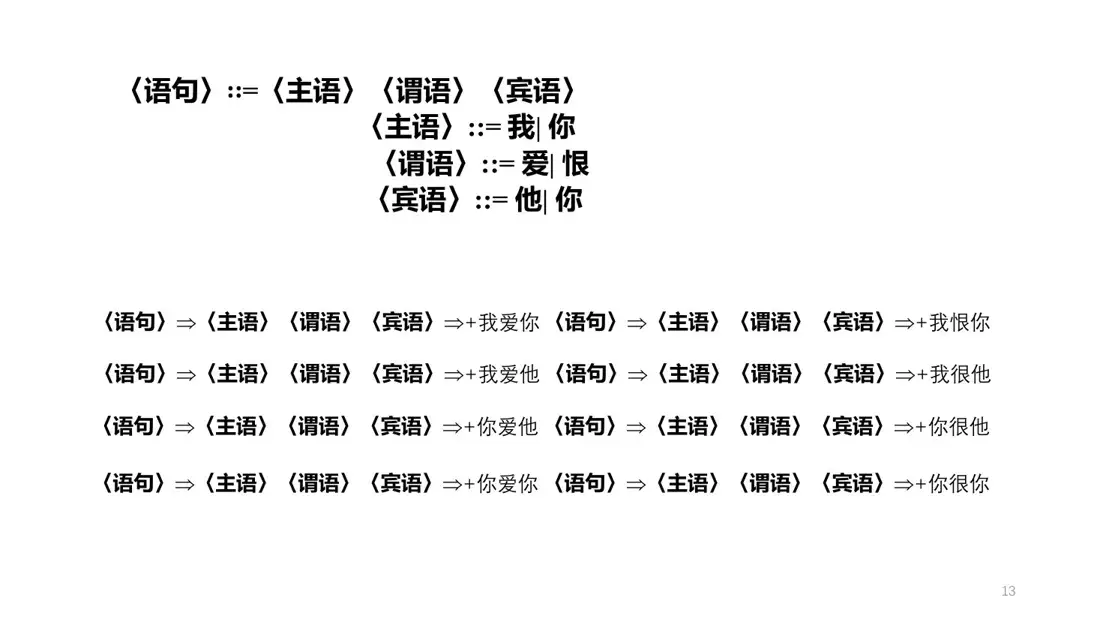 〈语句〉::=〈主语〉〈谓语〉〈宾语〉
〈主语〉::= 我| 你
〈谓语〉::= 爱| 恨
〈宾语〉::= 他| 你
〈语句〉⇒〈主语〉〈谓语〉〈宾语〉⇒+我爱你 〈语句〉⇒〈主语〉〈谓语〉〈宾语〉⇒+我恨你
〈语句〉⇒〈主语〉〈谓语〉〈宾语〉⇒+我爱他 〈语句〉⇒〈主语〉〈谓语〉〈宾语〉⇒+我很他
〈语句〉⇒〈主语〉〈谓语〉〈宾语〉⇒+你爱他 〈语句〉⇒〈主语〉〈谓语〉〈宾语〉⇒+你很他
〈语句〉⇒〈主语〉〈谓语〉〈宾语〉⇒+你爱你 〈语句〉⇒〈主语〉〈谓语〉〈宾语〉⇒+你很你
13